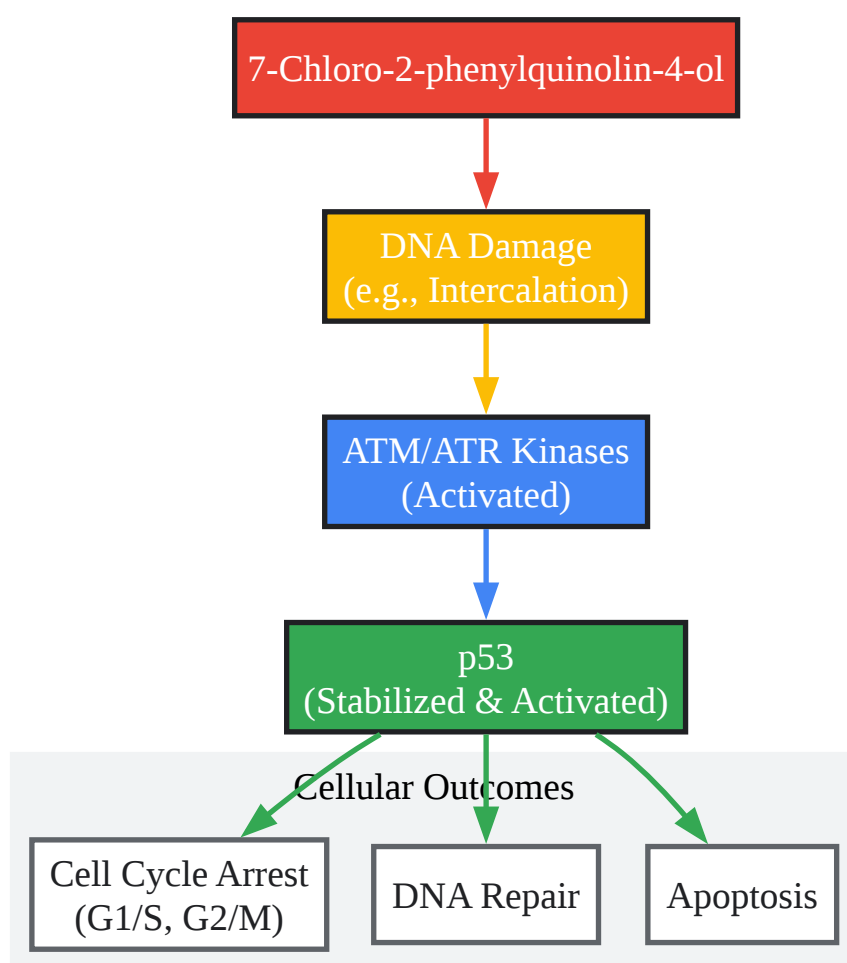 7-Chloro-2-phenylquinolin-4-ol
DNA Damage
(e.g., Intercalation)
ATM/ATR Kinases
(Activated)
p53
(Stabilized & Activated)
Cellular Outcomes
Cell Cycle Arrest
(G1/S, G2/M)
DNA Repair
Apoptosis